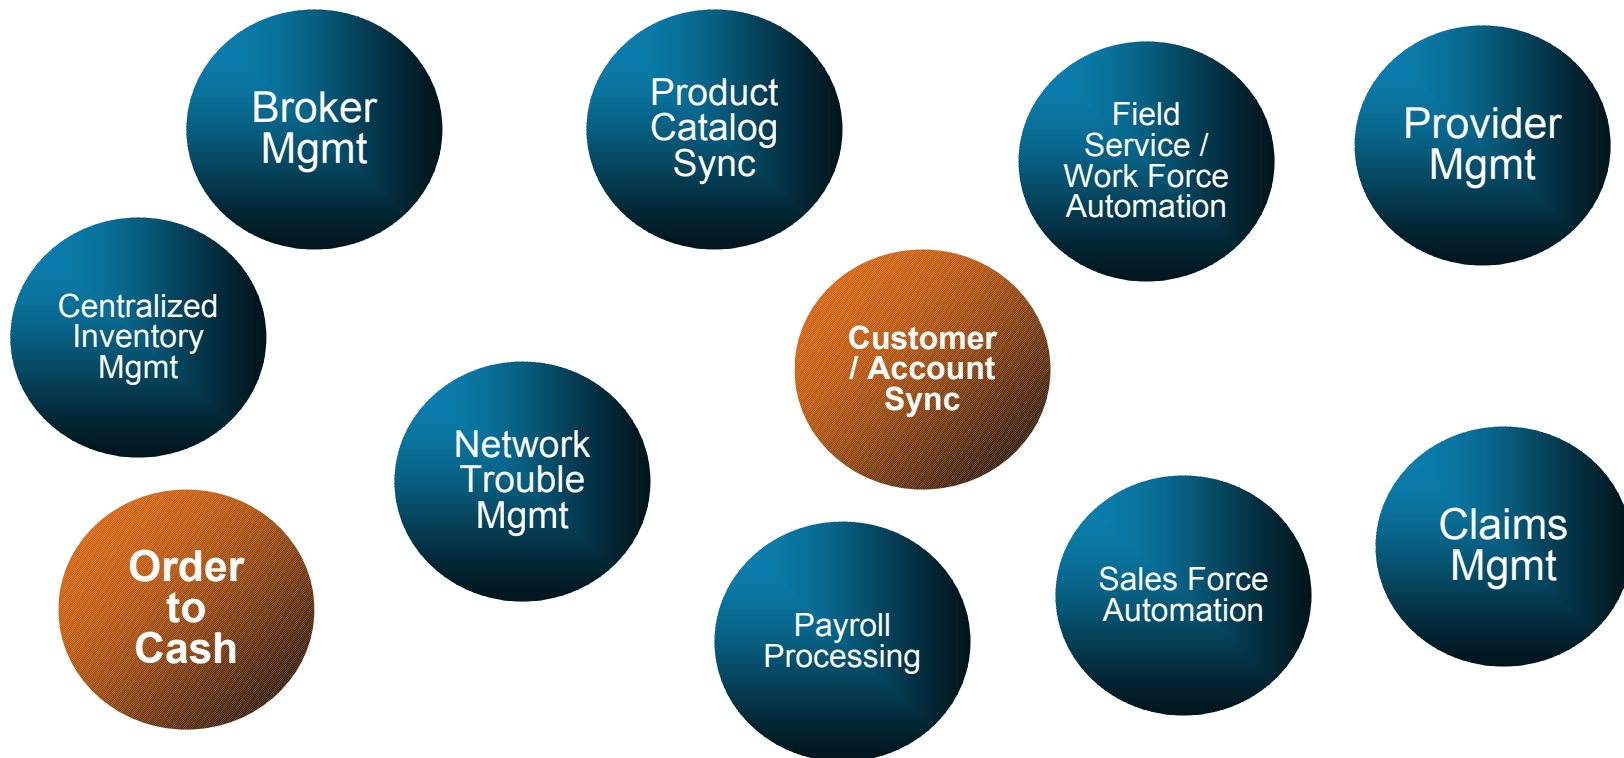 Broker
Mgmt
Product
Catalog
Sync
Field
Service /
Work Force
Automation
Provider
Mgmt
Centralized
Inventory
Mgmt
Customer
/ Account
Sync
Network
Trouble
Mgmt
Order
to
Cash
Payroll
Processing
Sales Force
Automation
Claims
Mgmt